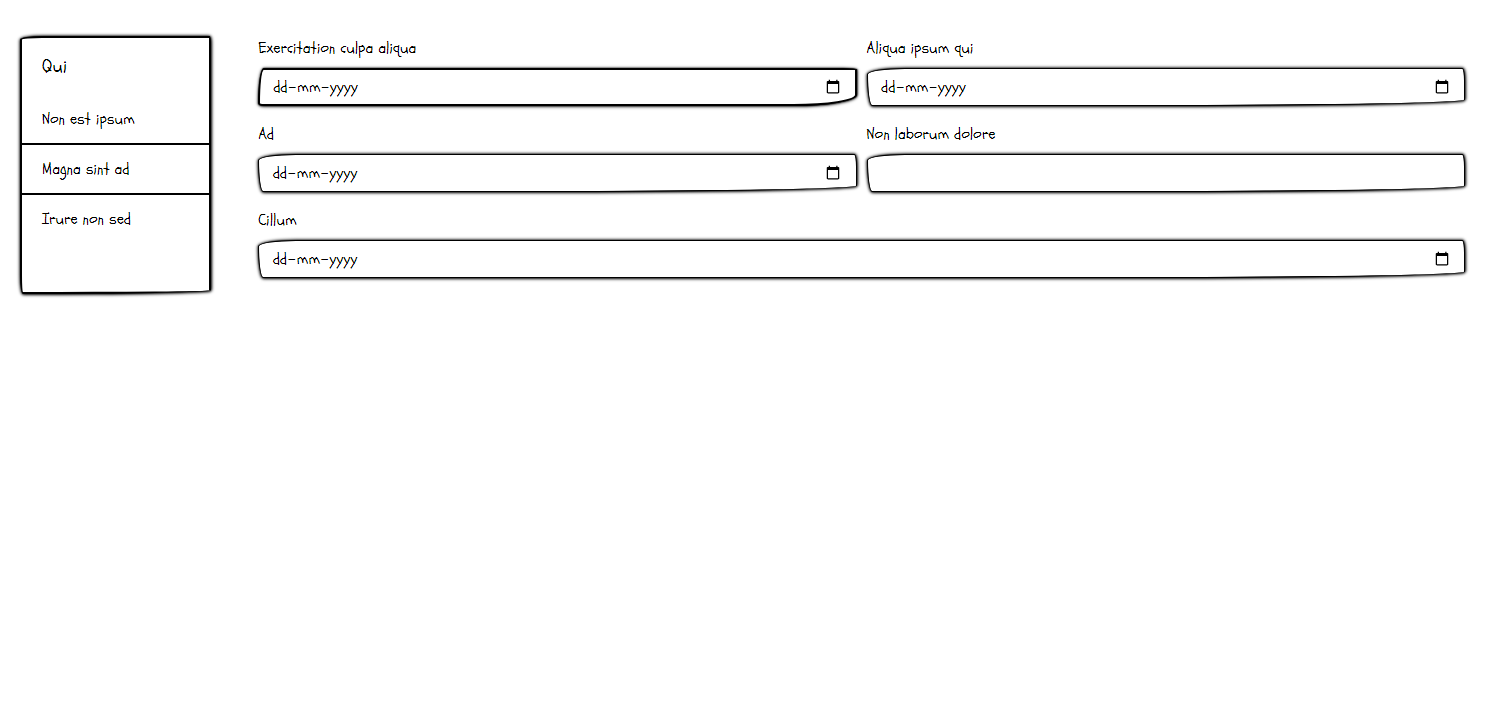 Qui
Non est ipsum
Magna sint ad
Irure non sed
Exercitation culpa aliqua
dd-mm-yyyy
Aliqua ipsum qui
dd-mm-yyyy
Ad
dd-mm-yyyy
Non laborum dolore
Cillum
dd-mm-yyyy